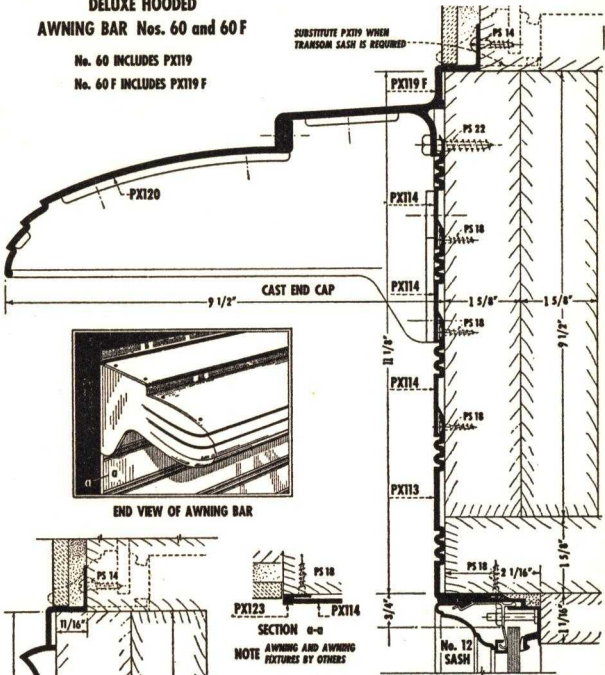 DELUXE HOODED
AWNING BAR Nos. 60 and 60 F
No. 60 INCLUDES PX119
No. 60 F INCLUDES PX119 F
SUBSTITUTE PX119 WHEN
TRANSOM SASH IS REQUIRED
PS 14
PX119 F
PS 22
PX120
PX114
PS 18
CAST END CAP
PX114
9 1/2"
1 5/8"
1 5/8"
PS 18
11 1/8"
9 1/2"
PX114
PS 18
a
a
PX113
END VIEW OF AWNING BAR
PS 14
PS 18
PS 18
2 1/16"
1 5/8"
11/16"
PX123
PX114
3/4"
1 1/16"
SECTION a-a
NOTE AWNING AND AWNING
FIXTURES BY OTHERS
No. 12
SASH